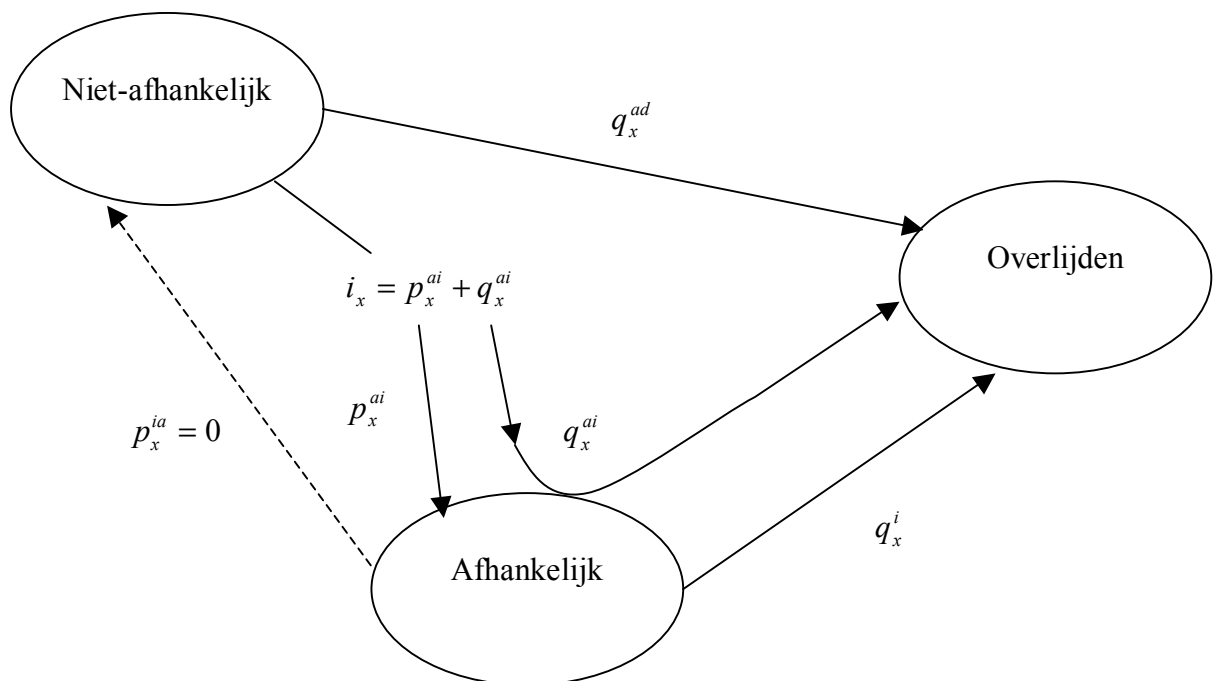 Niet-afhankelijk
$q_x^{ad}$
Overlijden
$i_x = p_x^{ai} + q_x^{ai}$
$p_x^{ia} = 0$
$p_x^{ai}$
$q_x^{ai}$
$q_x^{i}$
Afhankelijk